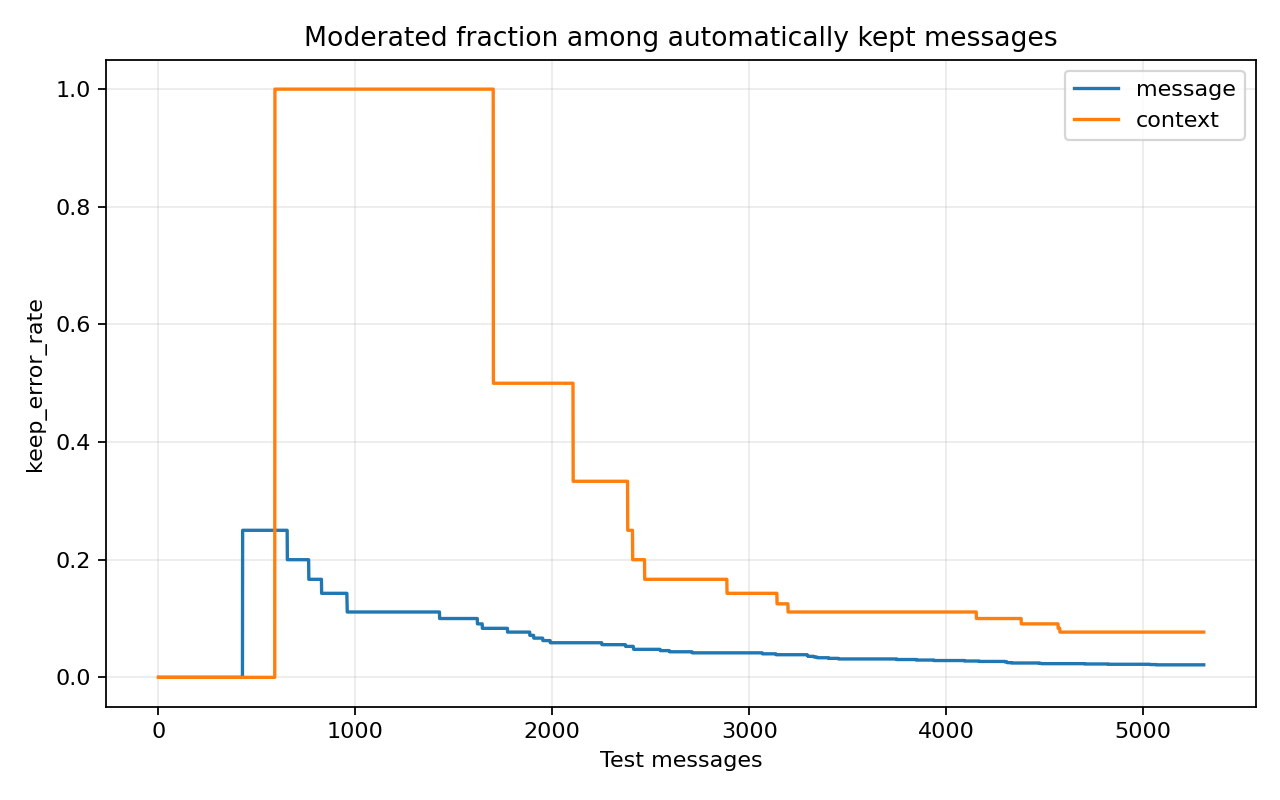 Moderated fraction among automatically kept messages
message
context
1.0
0.8
0.6
0.4
0.2
0.0
keep_error_rate
0 1000 2000 3000 4000 5000
Test messages